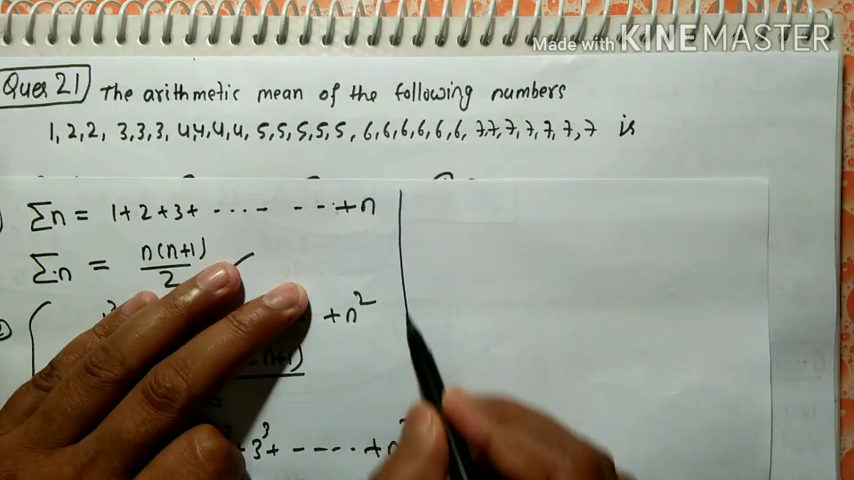 Made with KINEMASTER
Ques 21 The arithmetic mean of the following numbers
1, 2, 2, 3, 3, 3, 4, 4, 4, 4, 5, 5, 5, 5, 5, 6, 6, 6, 6, 6, 6, 7, 7, 7, 7, 7, 7, 7 is
Σn = 1+2+3+ ---- --- +n
Σn = n(n+1)/2 ✓
+n²
n+1)
3³+ ----- +n